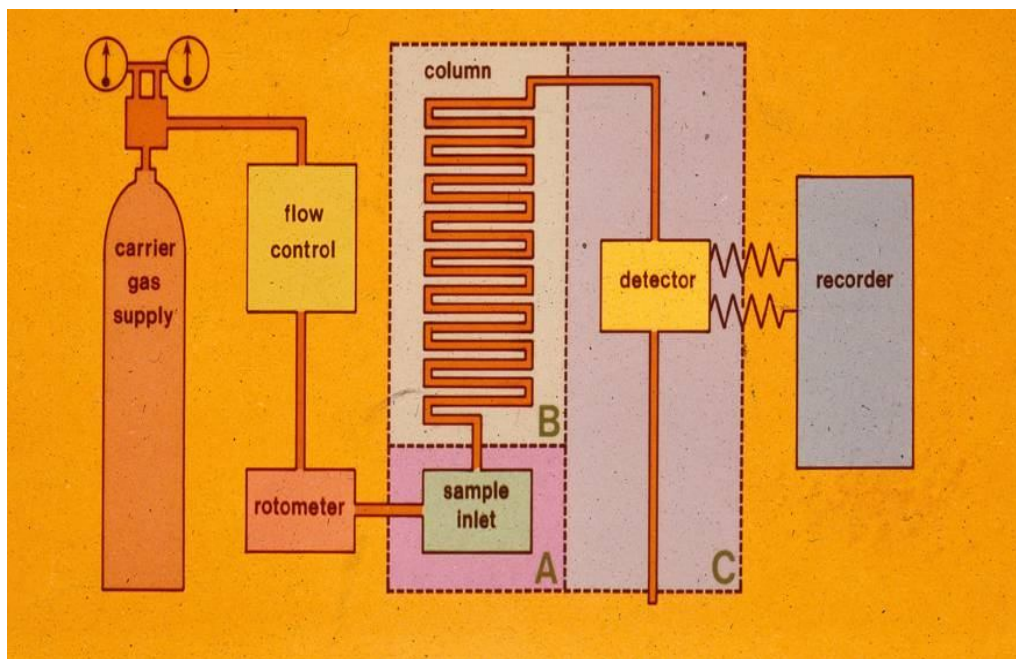 carrier
gas
supply
flow
control
rotometer
column
B
sample
inlet
A
detector
C
recorder